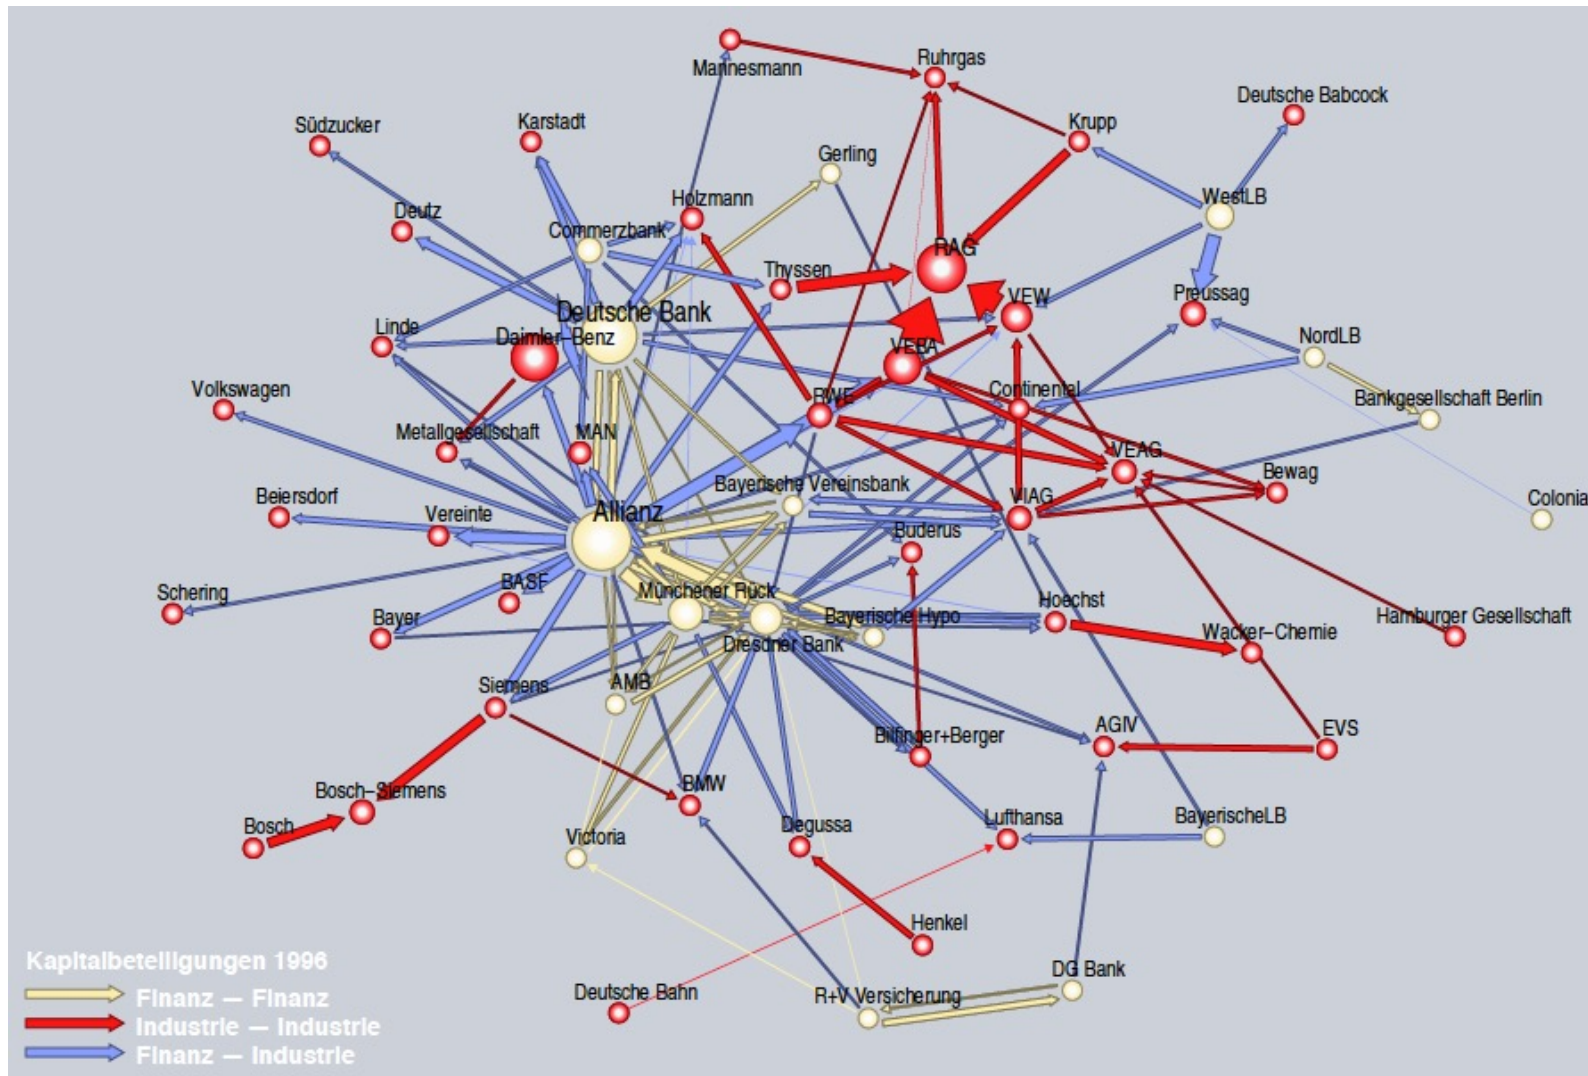 Mannesmann
Ruhrgas
Deutsche Babcock
Südzucker
Karstadt
Krupp
Gerling
WestLB
Holzmann
Deutz
Commerzbank
RAG
Thyssen
VEW
Preussag
Deutsche Bank
Linde
Daimler-Benz
VEBA
NordLB
Volkswagen
RWE
Continental
Bankgesellschaft Berlin
Metallgesellschaft
MAN
VEAG
Bewag
Bayerische Vereinsbank
Beiersdorf
Vereinte
Allianz
VIAG
Colonia
Buderus
Schering
BASF
Münchener Rück
Hoechst
Bayer
Bayerische Hypo
Hamburger Gesellschaft
Wacker-Chemie
Dresdner Bank
Siemens
AMB
AGIV
EVS
Bilfinger+Berger
Bosch-Siemens
BMW
Bosch
Victoria
Degussa
Lufthansa
BayerischeLB
Henkel
DG Bank
Deutsche Bahn
R+V Versicherung
Kapitalbeteiligungen 1996
Finanz — Finanz
Industrie — Industrie
Finanz — Industrie